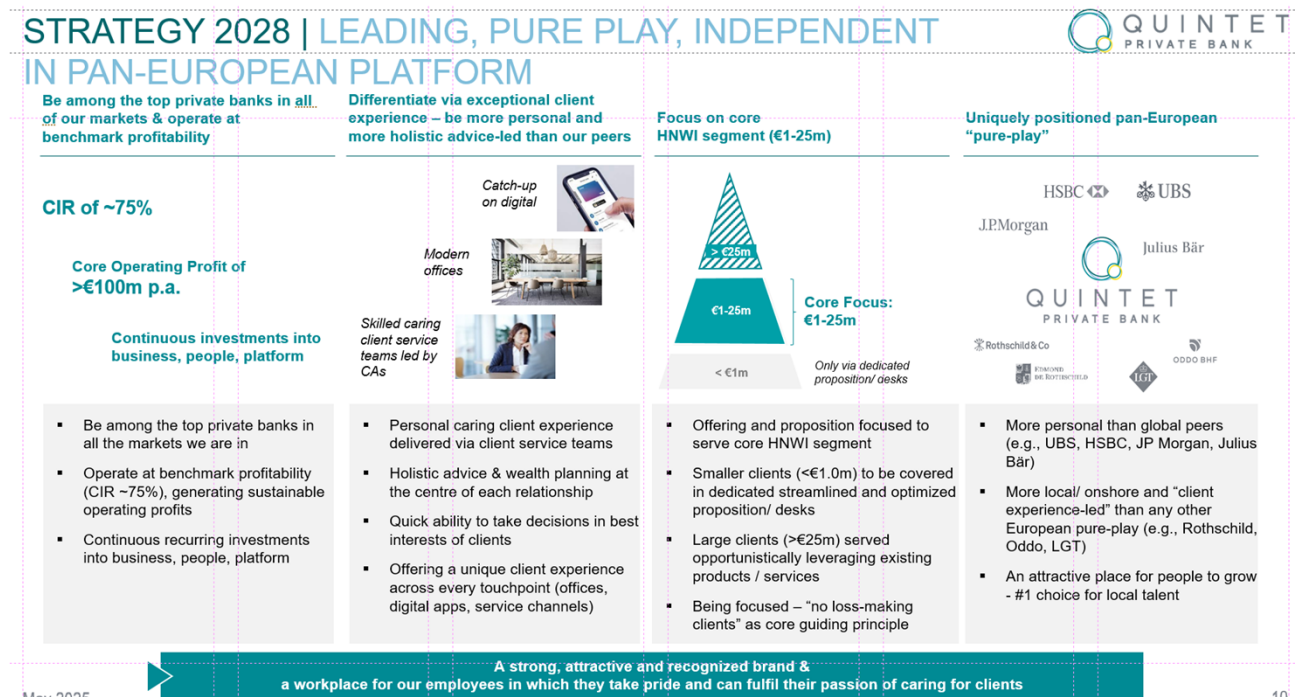 STRATEGY 2028 | LEADING, PURE PLAY, INDEPENDENT
IN PAN-EUROPEAN PLATFORM
QUINTET
PRIVATE BANK
Be among the top private banks in all
of our markets & operate at
benchmark profitability
CIR of ~75%
Core Operating Profit of
>€100m p.a.
Continuous investments into
business, people, platform
▪ Be among the top private banks in
all the markets we are in
▪ Operate at benchmark profitability
(CIR ~75%), generating sustainable
operating profits
▪ Continuous recurring investments
into business, people, platform
Differentiate via exceptional client
experience – be more personal and
more holistic advice-led than our peers
Catch-up
on digital
Modern
offices
Skilled caring
client service
teams led by
CAs
▪ Personal caring client experience
delivered via client service teams
▪ Holistic advice & wealth planning at
the centre of each relationship
▪ Quick ability to take decisions in best
interests of clients
▪ Offering a unique client experience
across every touchpoint (offices,
digital apps, service channels)
Focus on core
HNWI segment (€1-25m)
> €25m
€1-25m
Core Focus:
€1-25m
< €1m
Only via dedicated
proposition/ desks
▪ Offering and proposition focused to
serve core HNWI segment
▪ Smaller clients (<€1.0m) to be covered
in dedicated streamlined and optimized
proposition/ desks
▪ Large clients (>€25m) served
opportunistically leveraging existing
products / services
▪ Being focused – “no loss-making
clients” as core guiding principle
Uniquely positioned pan-European
“pure-play”
HSBC
UBS
J.P.Morgan
Julius Bär
QUINTET
PRIVATE BANK
Rothschild & Co
ODDO BHF
EDMOND
DE ROTHSCHILD
LGT
▪ More personal than global peers
(e.g., UBS, HSBC, JP Morgan, Julius
Bär)
▪ More local/ onshore and “client
experience-led” than any other
European pure-play (e.g., Rothschild,
Oddo, LGT)
▪ An attractive place for people to grow
- #1 choice for local talent
A strong, attractive and recognized brand &
a workplace for our employees in which they take pride and can fulfil their passion of caring for clients
May 2025
10